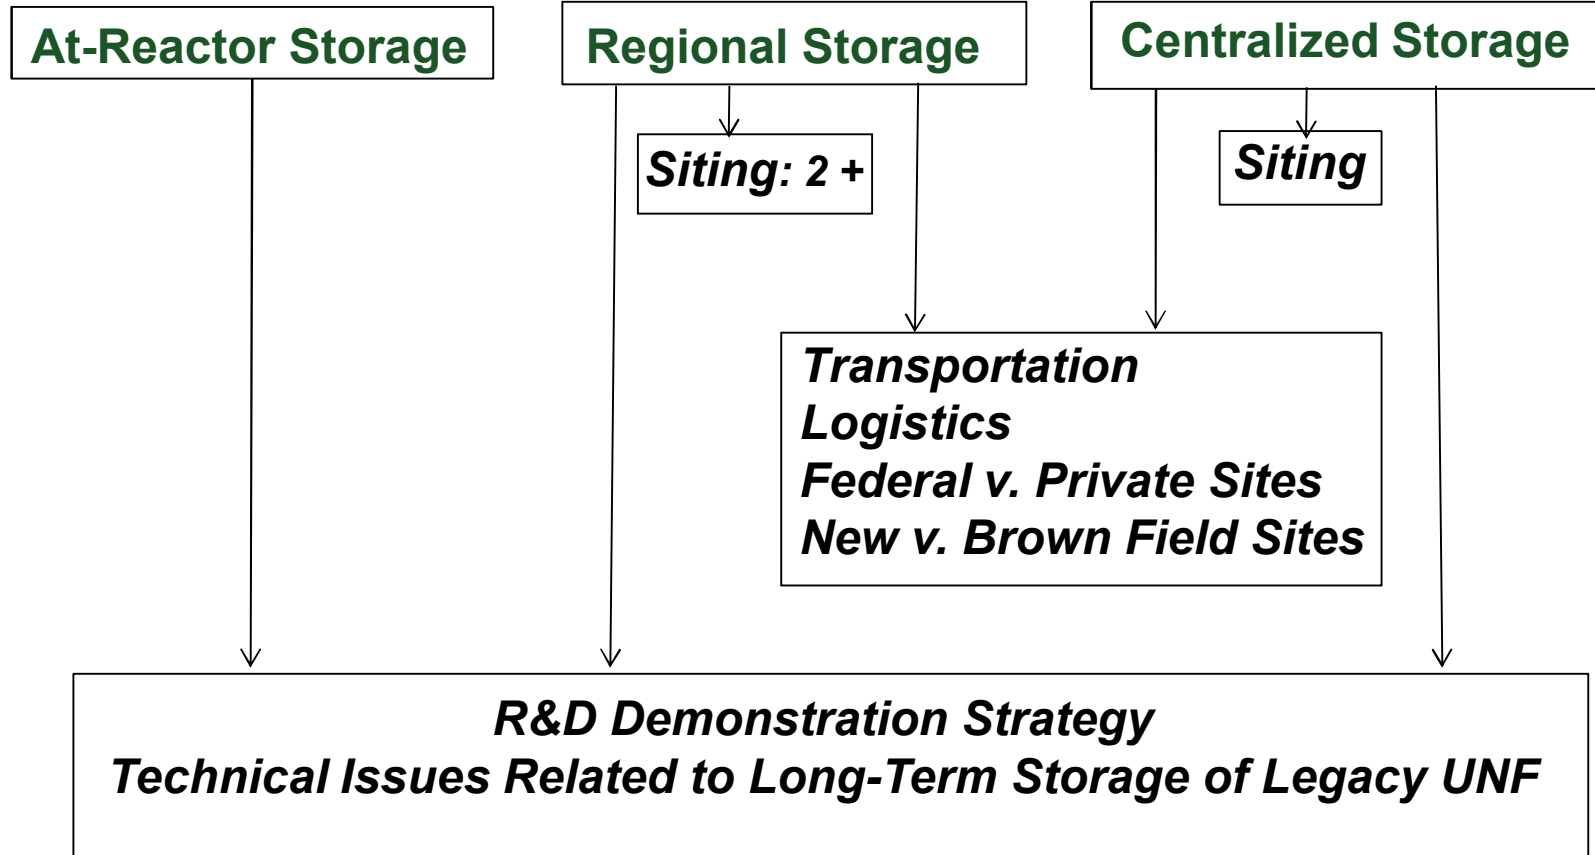 At-Reactor Storage
Regional Storage
Centralized Storage
Siting: 2 +
Siting
Transportation
Logistics
Federal v. Private Sites
New v. Brown Field Sites
R&D Demonstration Strategy
Technical Issues Related to Long-Term Storage of Legacy UNF